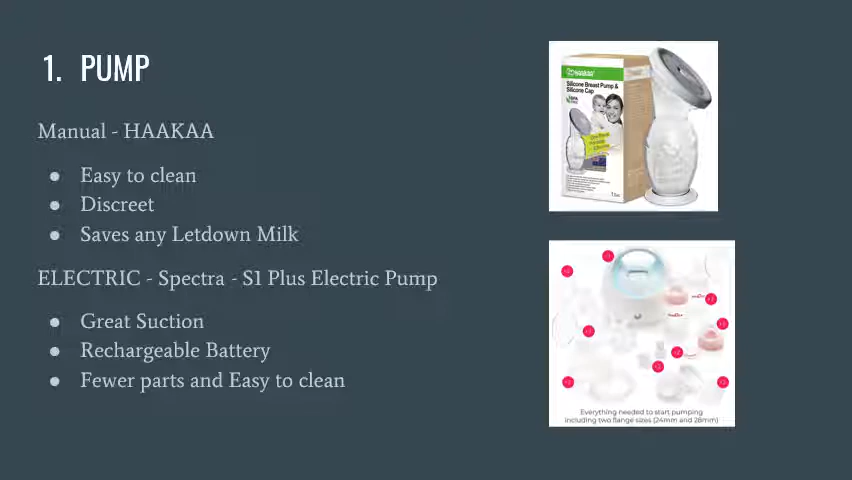 1. PUMP
Manual - HAAKAA
● Easy to clean
● Discreet
● Saves any Letdown Milk
ELECTRIC - Spectra - S1 Plus Electric Pump
● Great Suction
● Rechargeable Battery
● Fewer parts and Easy to clean
Silicone Breast Pump &
Silicone Cap
Everything needed to start pumping
including two flange sizes (24mm and 28mm)